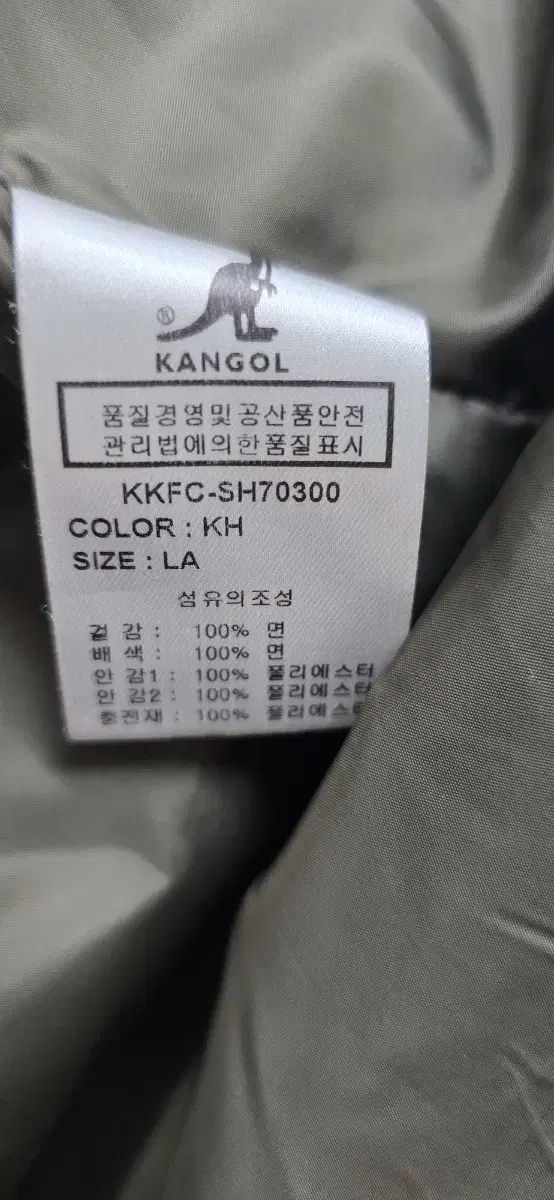 ®
KANGOL
품질경영및공산품안전
관리법에의한품질표시
KKFC-SH70300
COLOR : KH
SIZE : LA
섬유의조성
겉 감 : 100% 면
배 색 : 100% 면
안 감1 : 100% 폴리에스터
안 감2 : 100% 폴리에스터
충전재 : 100% 폴리에스터